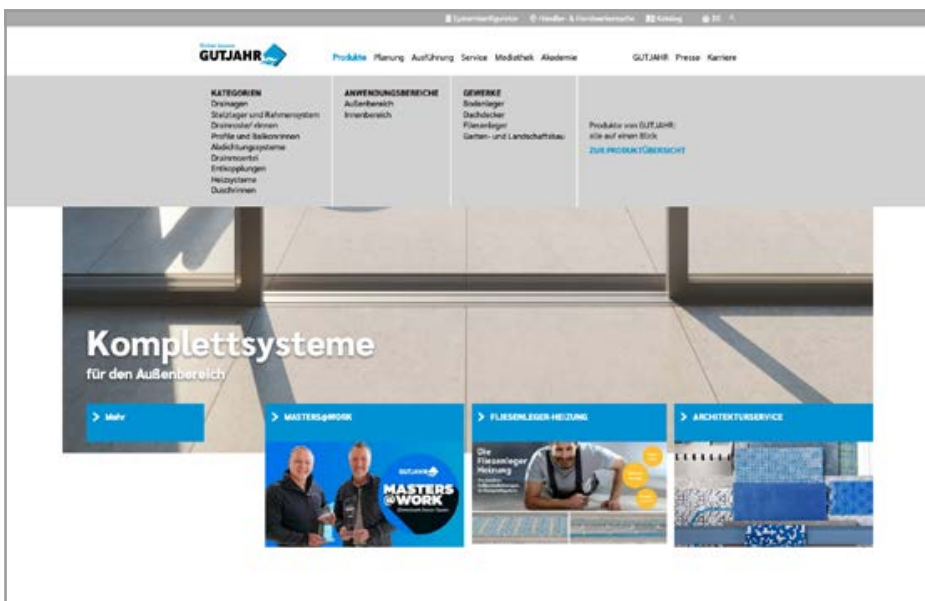 Systemkonfigurator Händler- & Handwerkersuche Katalog DE
GUTJAHR
Produkte Planung Ausführung Service Mediathek Akademie GUTJAHR Presse Karriere
KATEGORIEN
Drainagen
Stelzlager und Rahmensystem
Drainroste/-rinnen
Profile und Balkonrinnen
Abdichtungssysteme
Drainmoertel
Entkopplungen
Heizsysteme
Duschrinnen
ANWENDUNGSBEREICHE
Außenbereich
Innenbereich
GEWERKE
Bodenleger
Dachdecker
Fliesenleger
Garten- und Landschaftsbau
Produkte von GUTJAHR:
alle auf einen Blick
ZUR PRODUKTÜBERSICHT
Komplettsysteme
für den Außenbereich
Mehr
MASTERS@WORK
GUTJAHR
MASTERS
@WORK
FLIESENLEGER-HEIZUNG
Die
Fliesenleger
Heizung
ARCHITEKTURSERVICE